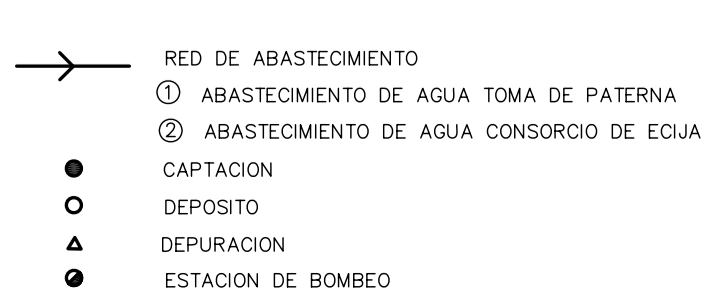 RED DE ABASTECIMIENTO
① ABASTECIMIENTO DE AGUA TOMA DE PATERNA
② ABASTECIMIENTO DE AGUA CONSORCIO DE ECIJA
CAPTACION
DEPOSITO
DEPURACION
ESTACION DE BOMBEO